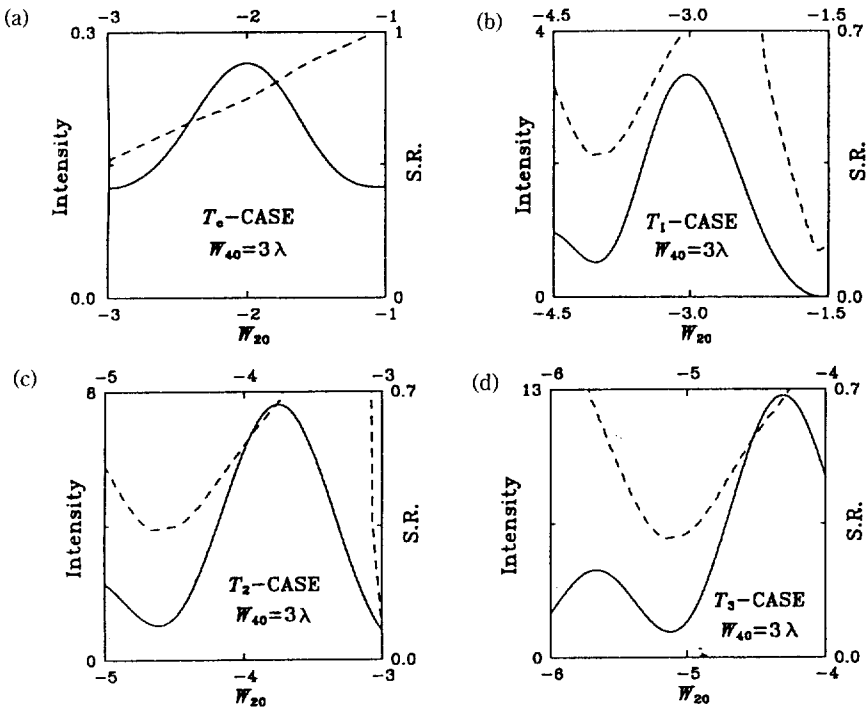 (a)
-3 -2 -1
0.3
1
Intensity
S.R.
T₀-CASE
W₄₀=3λ
0.0
0
-3 -2 -1
W₂₀
(b)
-4.5 -3.0 -1.5
4
0.7
Intensity
S.R.
T₁-CASE
W₄₀=3λ
0
0.0
-4.5 -3.0 -1.5
W₂₀
(c)
-5 -4 -3
8
0.7
Intensity
S.R.
T₂-CASE
W₄₀=3λ
0
0.0
-5 -4 -3
W₂₀
(d)
-6 -5 -4
13
0.7
Intensity
S.R.
T₃-CASE
W₄₀=3λ
0
0.0
-6 -5 -4
W₂₀